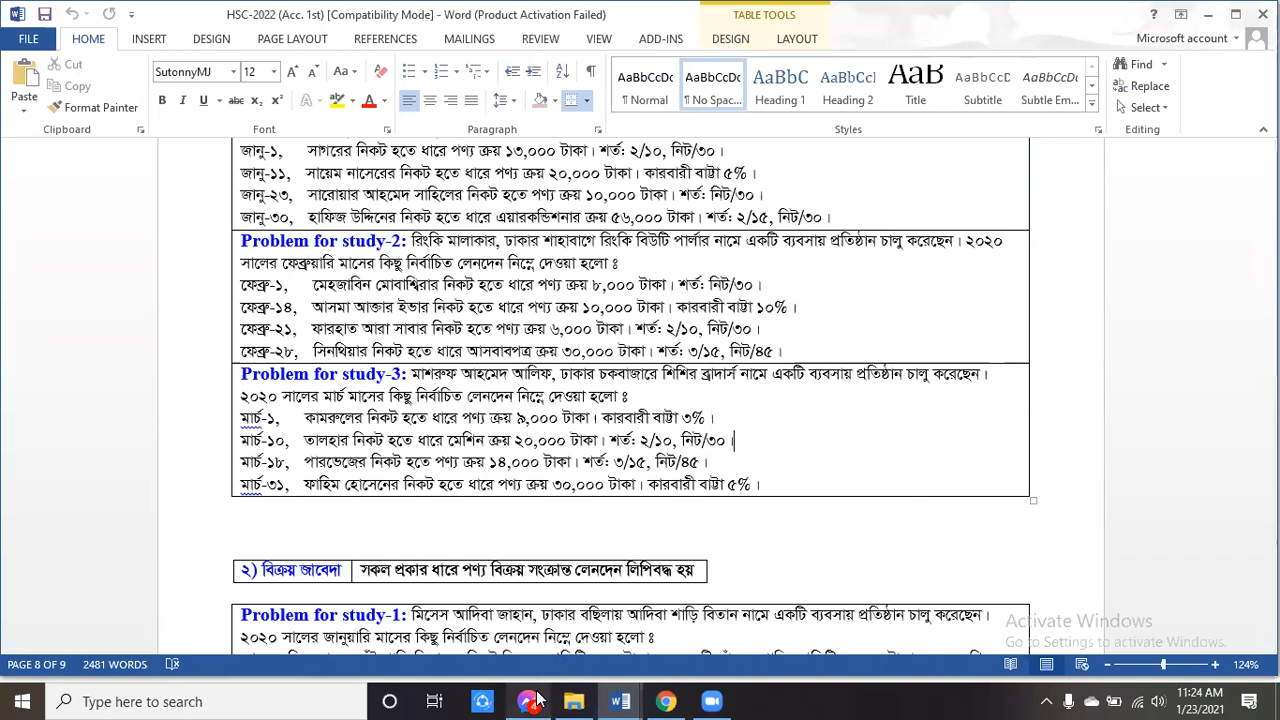 HSC-2022 (Acc. 1st) [Compatibility Mode] - Word (Product Activation Failed)
TABLE TOOLS
FILE HOME INSERT DESIGN PAGE LAYOUT REFERENCES MAILINGS REVIEW VIEW ADD-INS DESIGN LAYOUT Microsoft account
Paste
Cut
Copy
Format Painter
Clipboard
SutonnyMJ 12
Font
Paragraph
AaBbCcDc AaBbCcDc AaBbC AaBbCc AaB AaBbCcD AaBbCcDc
¶ Normal ¶ No Spac... Heading Heading 2 Title Subtitle Subtle Em...
Styles
Find
Replace
Select
Editing
জানু-১, সাগরের নিকট হতে ধারে পণ্য ক্রয় ১৩,০০০ টাকা। শর্ত: ২/১০, নিট/৩০।
জানু-১১, সায়েম নাসেরের নিকট হতে ধারে পণ্য ক্রয় ২০,০০০ টাকা। কারবারী বাট্টা ৫%।
জানু-২৩, সারোয়ার আহমেদ সাহিলের নিকট হতে পণ্য ক্রয় ১০,০০০ টাকা। শর্ত: নিট/৩০।
জানু-৩০, হাফিজ উদ্দিনের নিকট হতে ধারে এয়ারকন্ডিশনার ক্রয় ৫৬,০০০ টাকা। শর্ত: ২/১৫, নিট/৩০।
Problem for study-2: রিংকি মালাকার, ঢাকার শাহাবাগে রিংকি বিউটি পার্লার নামে একটি ব্যবসায় প্রতিষ্ঠান চালু করেছেন। ২০২০
সালের ফেব্রুয়ারি মাসের কিছু নির্বাচিত লেনদেন নিম্নে দেওয়া হলো ঃ
ফেব্রু-১, মেহজাবিন মোবাশ্বিরার নিকট হতে ধারে পণ্য ক্রয় ৮,০০০ টাকা। শর্ত: নিট/৩০।
ফেব্রু-১৪, আসমা আক্তার ইভার নিকট হতে ধারে পণ্য ক্রয় ১০,০০০ টাকা। কারবারী বাট্টা ১০%।
ফেব্রু-২১, ফারহাত আরা সাবার নিকট হতে পণ্য ক্রয় ৬,০০০ টাকা। শর্ত: ২/১০, নিট/৩০।
ফেব্রু-২৮, সিনথিয়ার নিকট হতে ধারে আসবাবপত্র ক্রয় ৩০,০০০ টাকা। শর্ত: ৩/১৫, নিট/৪৫।
Problem for study-3: মাশরুফ আহমেদ আলিফ, ঢাকার চকবাজারে শিশির ব্রাদার্স নামে একটি ব্যবসায় প্রতিষ্ঠান চালু করেছেন।
২০২০ সালের মার্চ মাসের কিছু নির্বাচিত লেনদেন নিম্নে দেওয়া হলো ঃ
মার্চ-১, কামরুলের নিকট হতে ধারে পণ্য ক্রয় ৯,০০০ টাকা। কারবারী বাট্টা ৩%।
মার্চ-১০, তালহার নিকট হতে ধারে মেশিন ক্রয় ২০,০০০ টাকা। শর্ত: ২/১০, নিট/৩০।
মার্চ-১৮, পারভেজের নিকট হতে পণ্য ক্রয় ১৪,০০০ টাকা। শর্ত: ৩/১৫, নিট/৪৫।
মার্চ-৩১, ফাহিম হোসেনের নিকট হতে ধারে পণ্য ক্রয় ৩০,০০০ টাকা। কারবারী বাট্টা ৫%।
২) বিক্রয় জাবেদা সকল প্রকার ধারে পণ্য বিক্রয় সংক্রান্ত লেনদেন লিপিবদ্ধ হয়
Problem for study-1: মিসেস আদিবা জাহান, ঢাকার বছিলায় আদিবা শাড়ি বিতান নামে একটি ব্যবসায় প্রতিষ্ঠান চালু করেছেন।
২০২০ সালের জানুয়ারি মাসের কিছু নির্বাচিত লেনদেন নিম্নে দেওয়া হলো ঃ
Activate Windows
Go to Settings to activate Windows.
PAGE 8 OF 9 2481 WORDS 124%
Type here to search
11:24 AM
1/23/2021